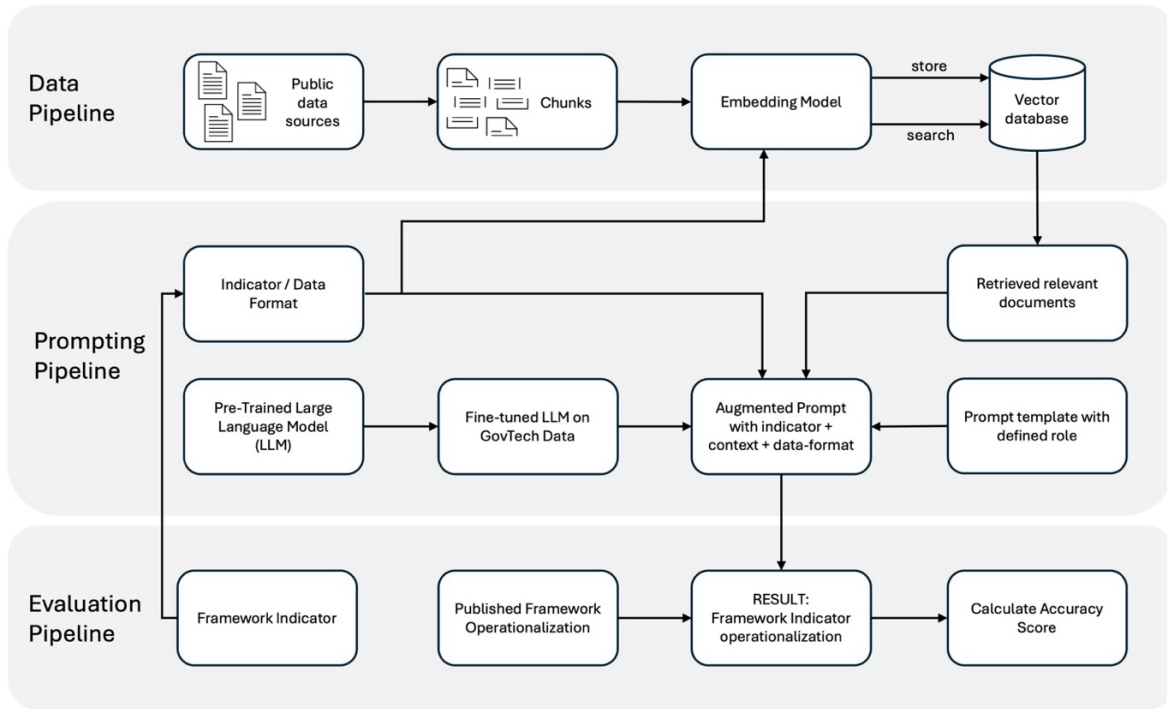 Data
Pipeline
Public
data
sources
Chunks
Embedding Model
store
search
Vector
database
Prompting
Pipeline
Indicator / Data
Format
Retrieved relevant
documents
Pre-Trained Large
Language Model
(LLM)
Fine-tuned LLM on
GovTech Data
Augmented Prompt
with indicator +
context + data-format
Prompt template with
defined role
Evaluation
Pipeline
Framework Indicator
Published Framework
Operationalization
RESULT:
Framework Indicator
operationalization
Calculate Accuracy
Score